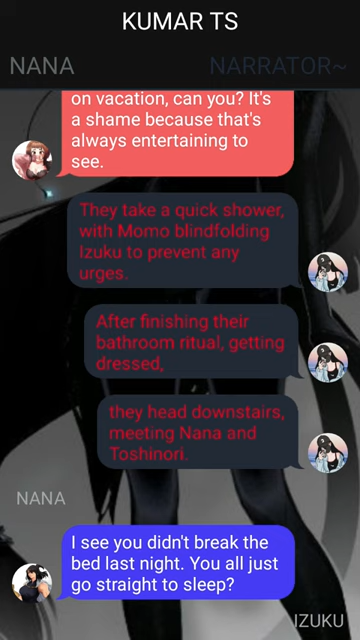 KUMAR TS
NANA
NARRATOR~
on vacation, can you? It's
a shame because that's
always entertaining to
see.
They take a quick shower,
with Momo blindfolding
Izuku to prevent any
urges.
After finishing their
bathroom ritual, getting
dressed,
they head downstairs,
meeting Nana and
Toshinori.
NANA
I see you didn't break the
bed last night. You all just
go straight to sleep?
IZUKU